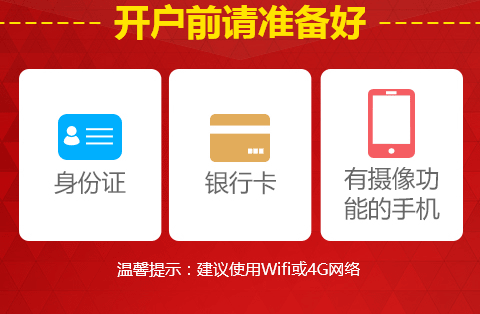 开户前请准备好
身份证
银行卡
有摄像功
能的手机
温馨提示：建议使用Wifi或4G网络